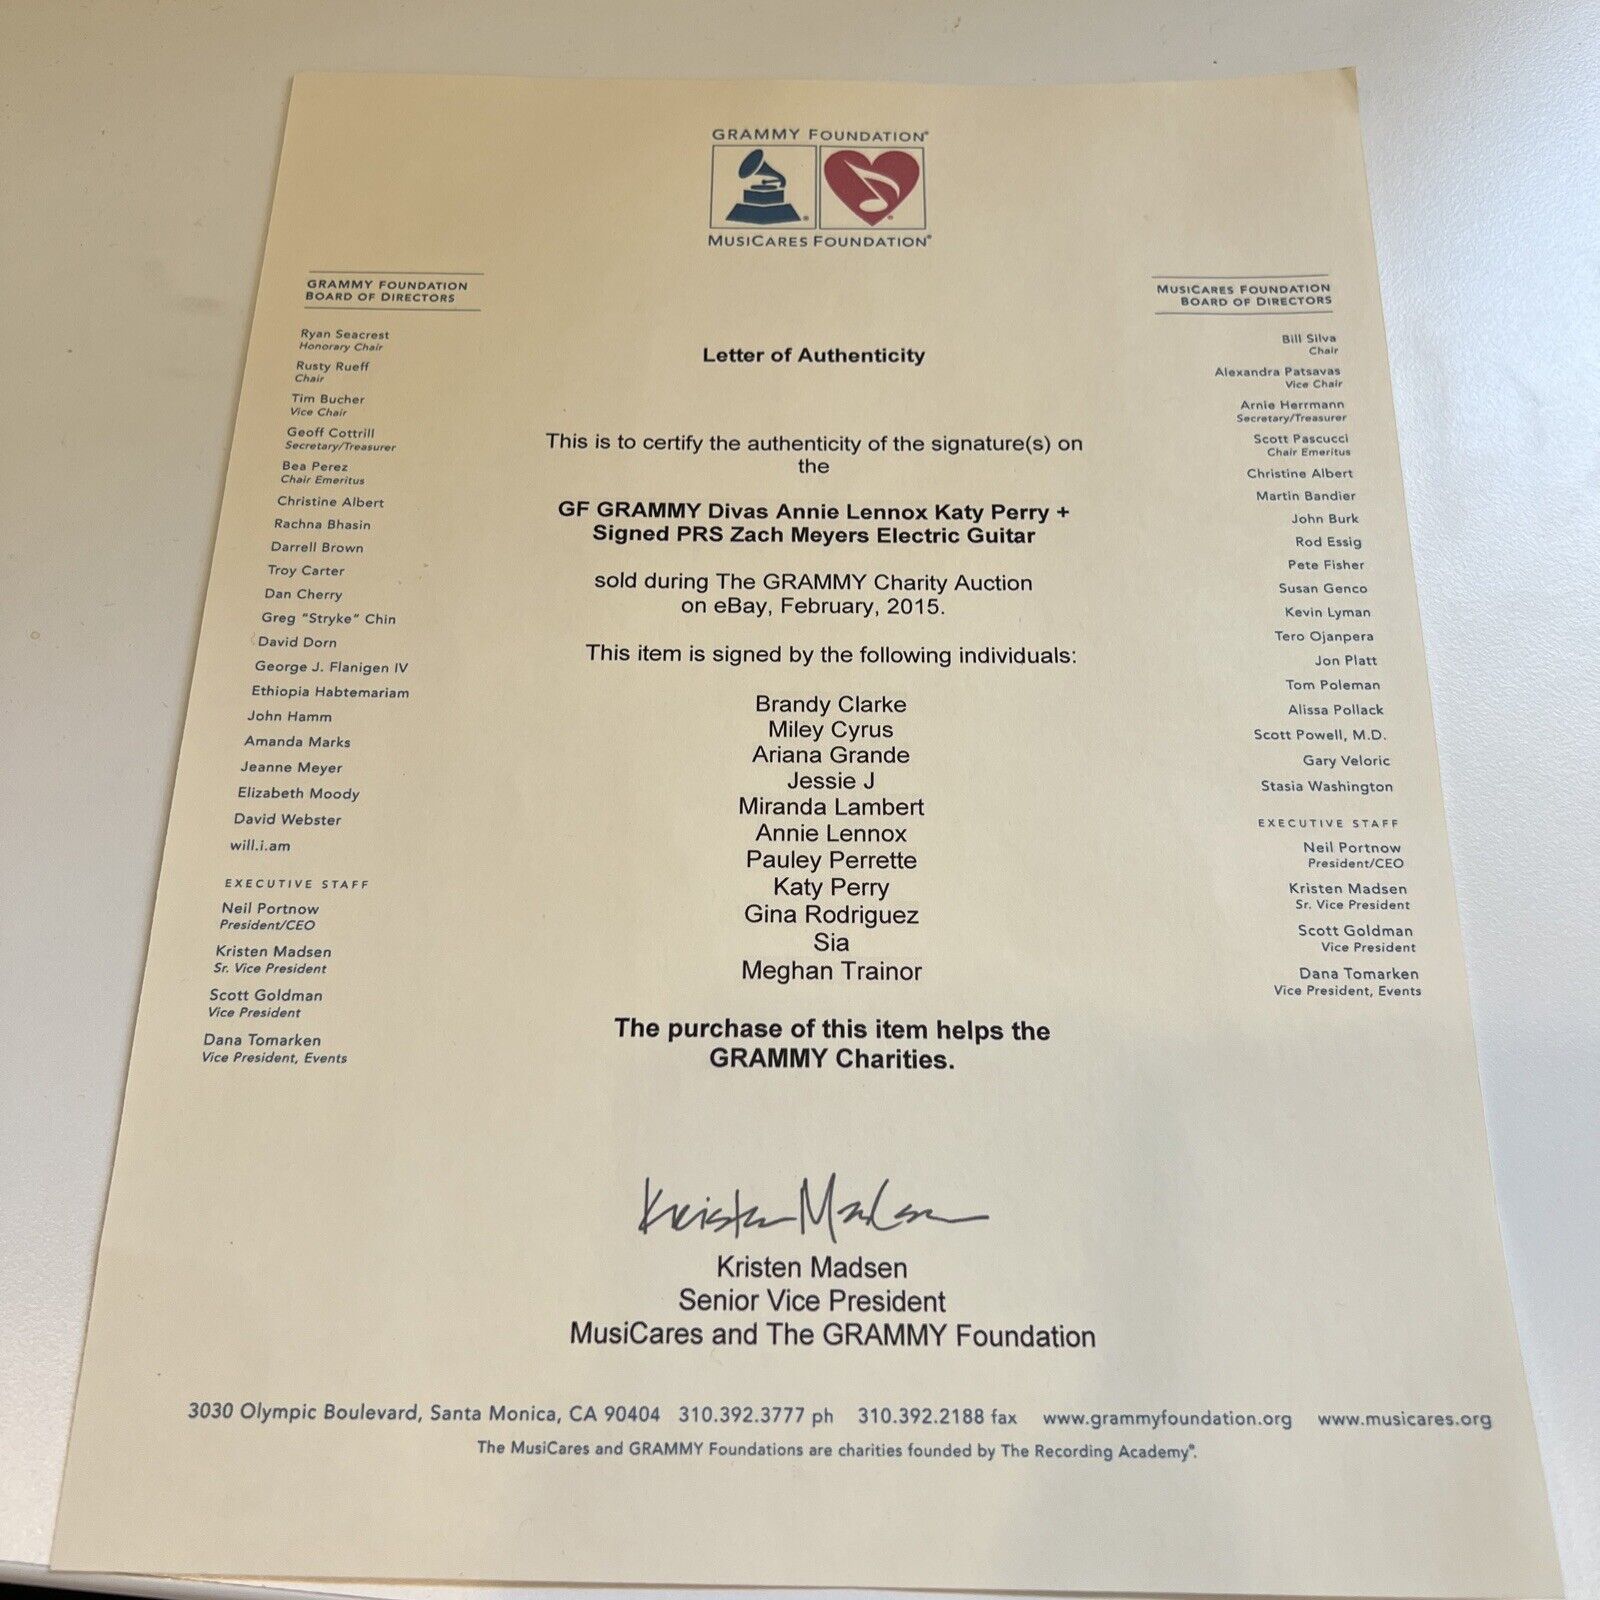 GRAMMY FOUNDATION®
MUSICARES FOUNDATION®
GRAMMY FOUNDATION
BOARD OF DIRECTORS
Ryan Seacrest
Honorary Chair
Rusty Rueff
Chair
Tim Bucher
Vice Chair
Geoff Cottrill
Secretary/Treasurer
Bea Perez
Chair Emeritus
Christine Albert
Rachna Bhasin
Darrell Brown
Troy Carter
Dan Cherry
Greg "Stryke" Chin
David Dorn
George J. Flanigen IV
Ethiopia Habtemariam
John Hamm
Amanda Marks
Jeanne Meyer
Elizabeth Moody
David Webster
will.i.am
EXECUTIVE STAFF
Neil Portnow
President/CEO
Kristen Madsen
Sr. Vice President
Scott Goldman
Vice President
Dana Tomarken
Vice President, Events
Letter of Authenticity
This is to certify the authenticity of the signature(s) on
the
GF GRAMMY Divas Annie Lennox Katy Perry +
Signed PRS Zach Meyers Electric Guitar
sold during The GRAMMY Charity Auction
on eBay, February, 2015.
This item is signed by the following individuals:
Brandy Clarke
Miley Cyrus
Ariana Grande
Jessie J
Miranda Lambert
Annie Lennox
Pauley Perrette
Katy Perry
Gina Rodriguez
Sia
Meghan Trainor
The purchase of this item helps the
GRAMMY Charities.
Kristen Madsen
Kristen Madsen
Senior Vice President
MusiCares and The GRAMMY Foundation
MUSICARES FOUNDATION
BOARD OF DIRECTORS
Bill Silva
Chair
Alexandra Patsavas
Vice Chair
Arnie Herrmann
Secretary/Treasurer
Scott Pascucci
Chair Emeritus
Christine Albert
Martin Bandier
John Burk
Rod Essig
Pete Fisher
Susan Genco
Kevin Lyman
Tero Ojanpera
Jon Platt
Tom Poleman
Alissa Pollack
Scott Powell, M.D.
Gary Veloric
Stasia Washington
EXECUTIVE STAFF
Neil Portnow
President/CEO
Kristen Madsen
Sr. Vice President
Scott Goldman
Vice President
Dana Tomarken
Vice President, Events
3030 Olympic Boulevard, Santa Monica, CA 90404 310.392.3777 ph 310.392.2188 fax www.grammyfoundation.org www.musicares.org
The MusiCares and GRAMMY Foundations are charities founded by The Recording Academy®.